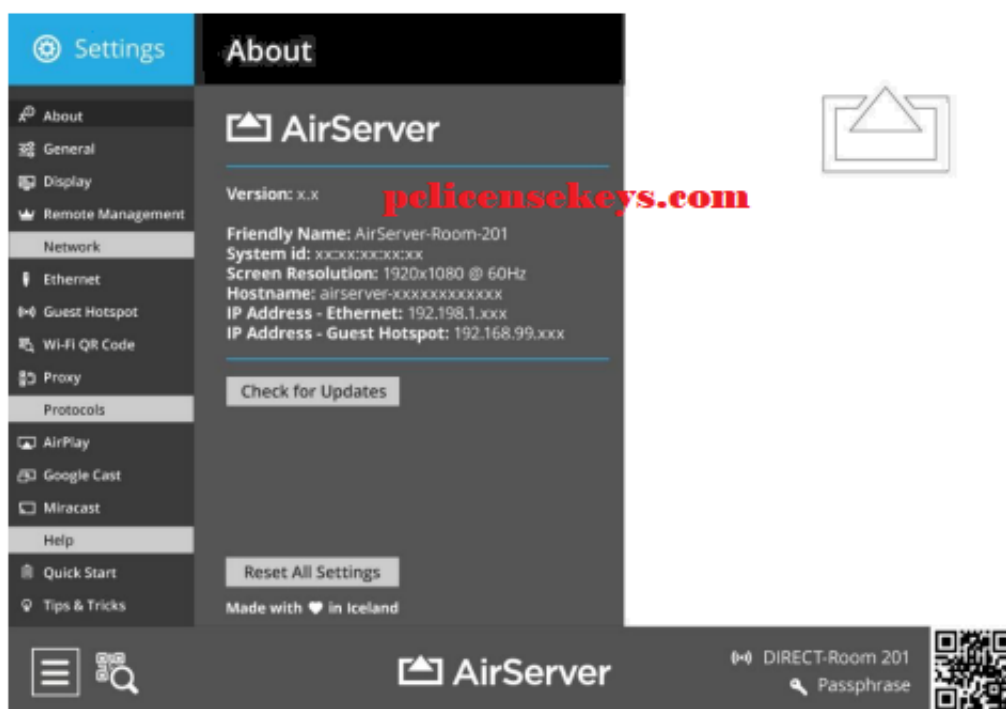 Settings
About
About
General
Display
Remote Management
Network
Ethernet
Guest Hotspot
Wi-Fi QR Code
Proxy
Protocols
AirPlay
Google Cast
Miracast
Help
Quick Start
Tips & Tricks
AirServer
Version: x.x
pclicensekeys.com
Friendly Name: AirServer-Room-201
System id: xx:xx:xx:xx:xx
Screen Resolution: 1920x1080 @ 60Hz
Hostname: airserver-xxxxxxxxxxxx
IP Address - Ethernet: 192.198.1.xxx
IP Address - Guest Hotspot: 192.168.99.xxx
Check for Updates
Reset All Settings
Made with ♥ in Iceland
AirServer
DIRECT-Room 201
Passphrase